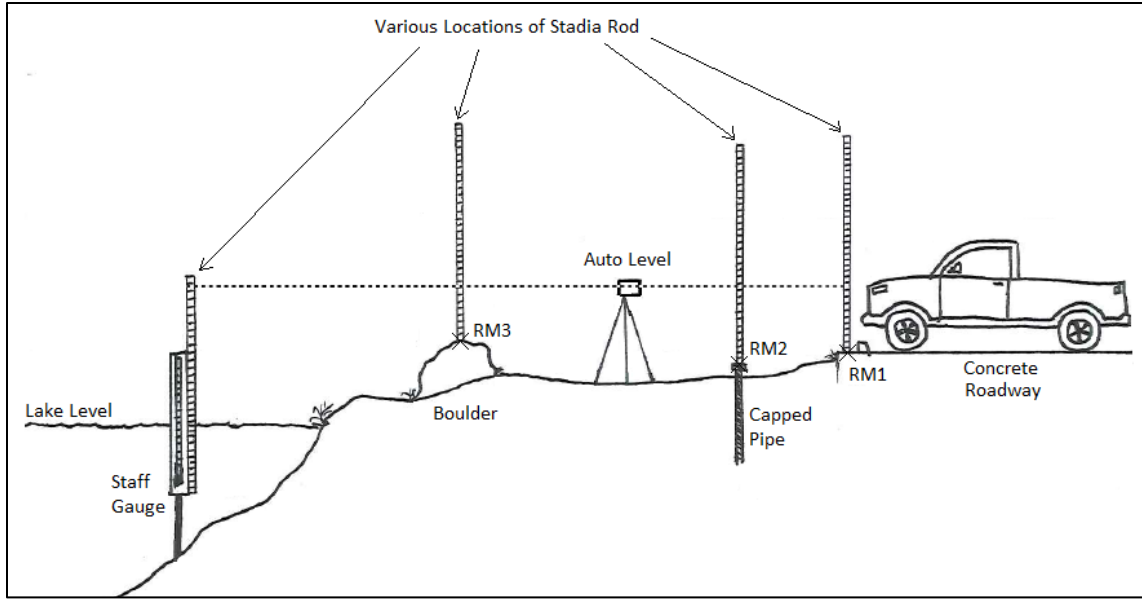 Various Locations of Stadia Rod
Auto Level
RM3
RM2
RM1
Concrete
Roadway
Lake Level
Boulder
Capped
Pipe
Staff
Gauge